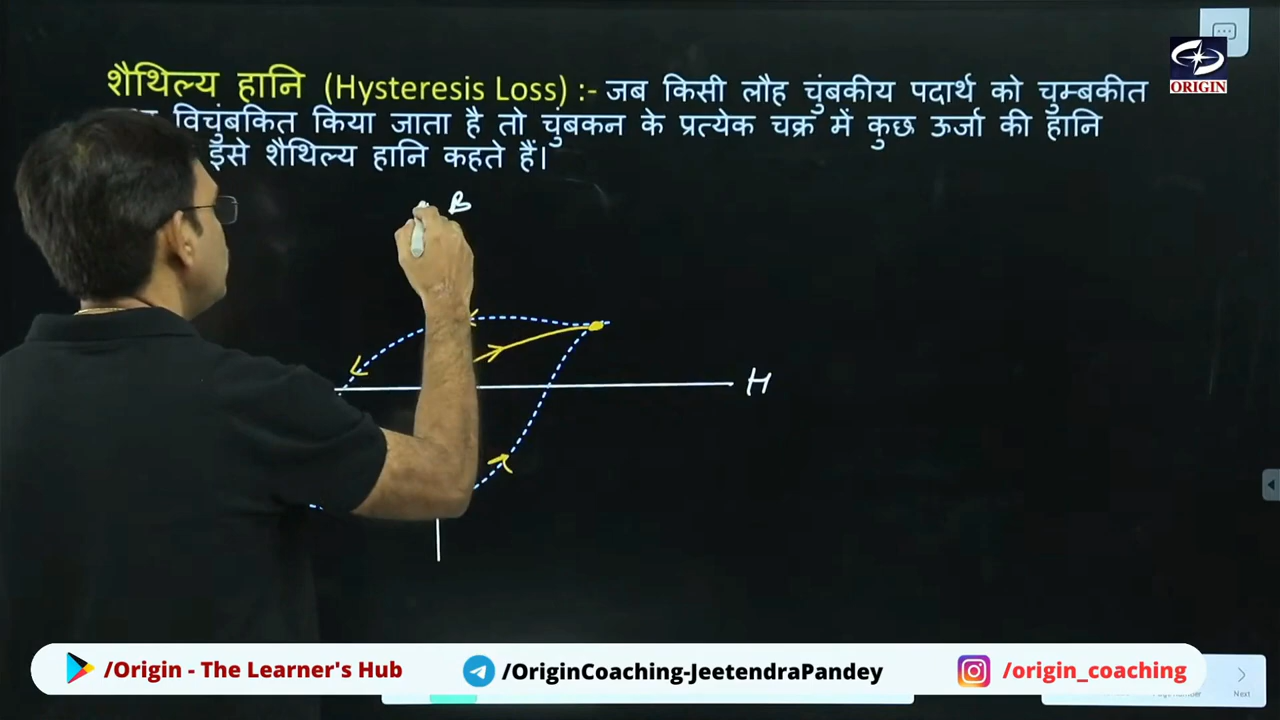 शैथिल्य हानि (Hysteresis Loss) :- जब किसी लौह चुंबकीय पदार्थ को चुम्बकीत
विचुंबकित किया जाता है तो चुबकन के प्रत्येक चक्र में कुछ ऊर्जा की हानि
इसे शैथिल्य हानि कहते हैं।
ORIGIN
B
H
/Origin - The Learner's Hub
/OriginCoaching-JeetendraPandey
/origin_coaching
Next